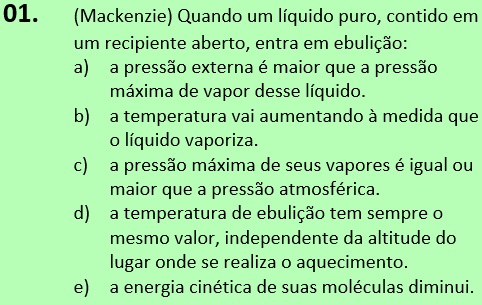 01. (Mackenzie) Quando um líquido puro, contido em
um recipiente aberto, entra em ebulição:
a) a pressão externa é maior que a pressão
máxima de vapor desse líquido.
b) a temperatura vai aumentando à medida que
o líquido vaporiza.
c) a pressão máxima de seus vapores é igual ou
maior que a pressão atmosférica.
d) a temperatura de ebulição tem sempre o
mesmo valor, independente da altitude do
lugar onde se realiza o aquecimento.
e) a energia cinética de suas moléculas diminui.